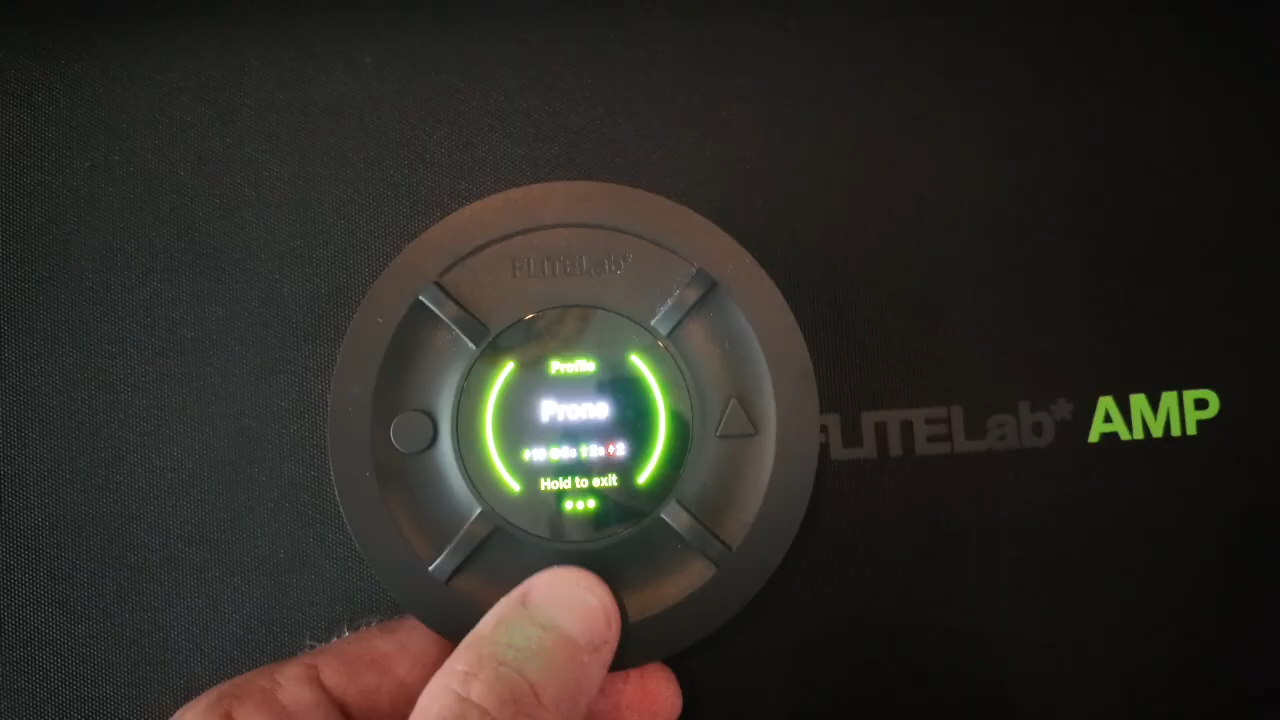 FLITELab*
Profile
Prone
Hold to exit
FLITELab* AMP